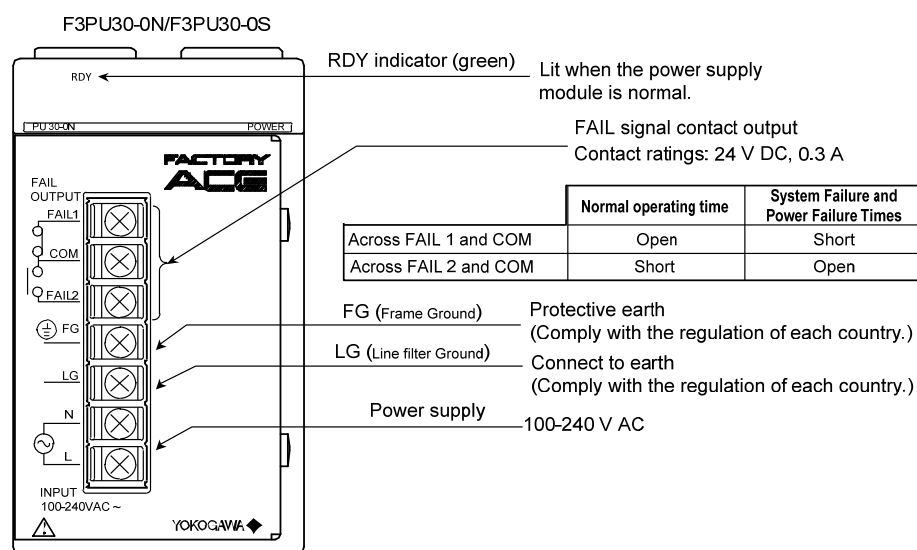 F3PU30-0N/F3PU30-0S
RDY
RDY indicator (green)
Lit when the power supply
module is normal.
PU30-0N
POWER
FACTORY
ACE
FAIL signal contact output
Contact ratings: 24 V DC, 0.3 A
Normal operating time
System Failure and
Power Failure Times
Across FAIL 1 and COM
Open
Short
Across FAIL 2 and COM
Short
Open
FAIL
OUTPUT
FAIL1
COM
FAIL2
FG
LG
N
L
INPUT
100-240VAC ~
YOKOGAWA
FG (Frame Ground)
Protective earth
(Comply with the regulation of each country.)
LG (Line filter Ground)
Connect to earth
(Comply with the regulation of each country.)
Power supply
100-240 V AC